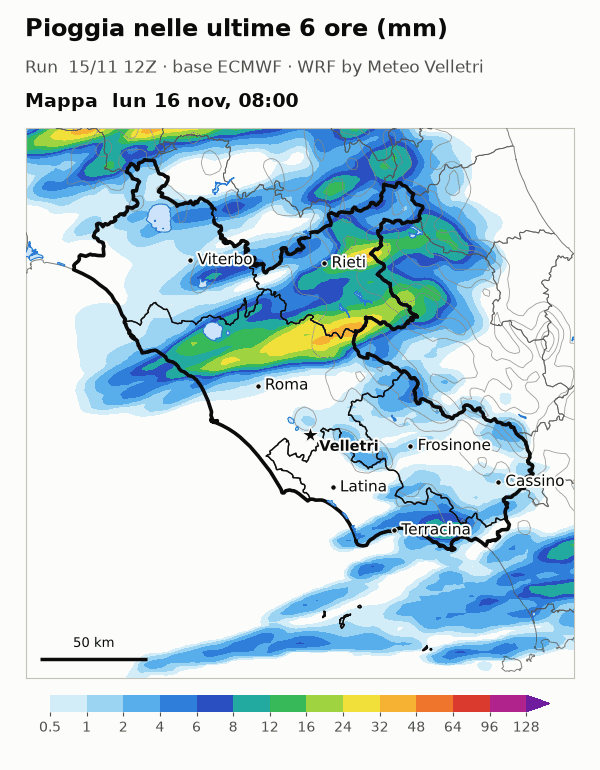 Pioggia nelle ultime 6 ore (mm)
Run  15/11 12Z · base ECMWF · WRF by Meteo Velletri
Mappa  lun 16 nov, 08:00
Viterbo
Rieti
Roma
Velletri
Frosinone
Cassino
Latina
Terracina
50 km
0.5 1 2 4 6 8 12 16 24 32 48 64 96 128